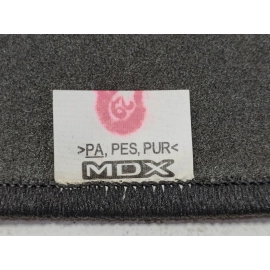 >PA, PES, PUR<
MDX